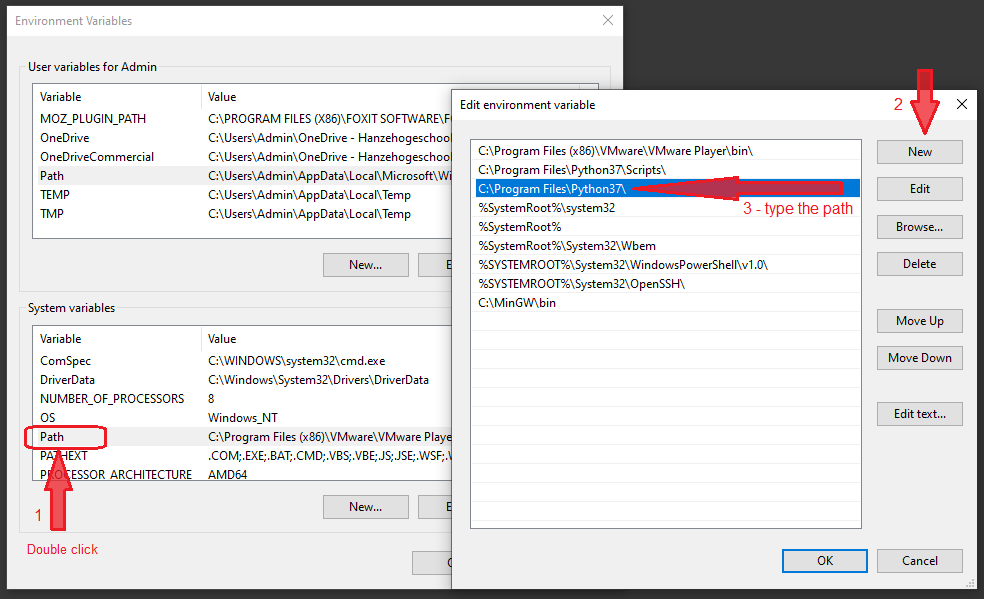 Environment Variables
User variables for Admin
Variable Value
MOZ_PLUGIN_PATH C:\PROGRAM FILES (X86)\FOXIT SOFTWARE\F
OneDrive C:\Users\Admin\OneDrive - Hanzehogeschool
OneDriveCommercial C:\Users\Admin\OneDrive - Hanzehogeschool
Path C:\Users\Admin\AppData\Local\Microsoft\Wi
TEMP C:\Users\Admin\AppData\Local\Temp
TMP C:\Users\Admin\AppData\Local\Temp
New...
System variables
Variable Value
ComSpec C:\WINDOWS\system32\cmd.exe
DriverData C:\Windows\System32\Drivers\DriverData
NUMBER_OF_PROCESSORS 8
OS Windows_NT
Path C:\Program Files (x86)\VMware\VMware Playe
PATHEXT .COM;.EXE;.BAT;.CMD;.VBS;.VBE;.JS;.JSE;.WSF;.
PROCESSOR_ARCHITECTURE AMD64
New...
1
Double click
Edit environment variable
2
C:\Program Files (x86)\VMware\VMware Player\bin\
C:\Program Files\Python37\Scripts\
C:\Program Files\Python37\
3 - type the path
%SystemRoot%\system32
%SystemRoot%
%SystemRoot%\System32\Wbem
%SYSTEMROOT%\System32\WindowsPowerShell\v1.0\
%SYSTEMROOT%\System32\OpenSSH\
C:\MinGW\bin
New
Edit
Browse...
Delete
Move Up
Move Down
Edit text...
OK
Cancel